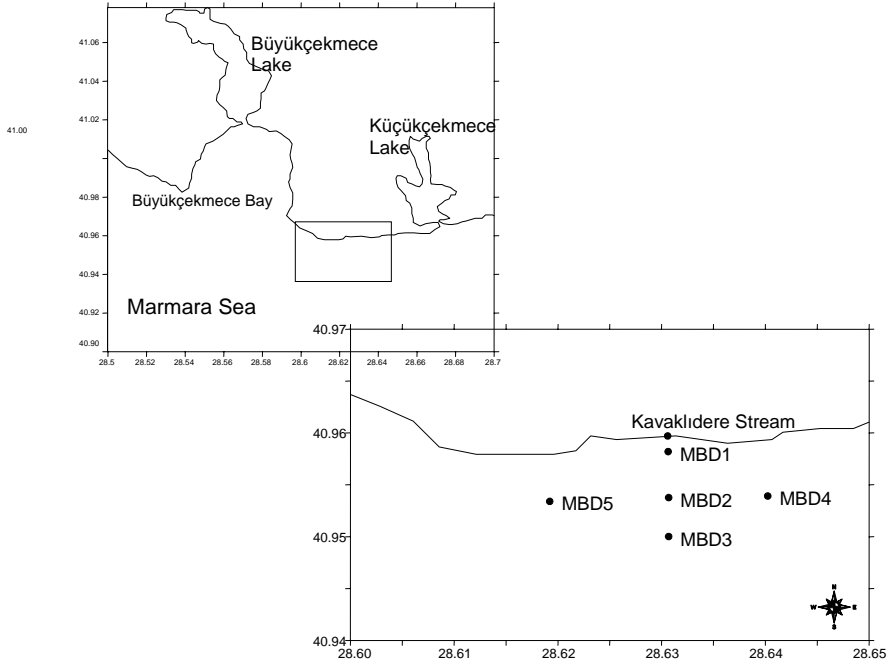 41.06
41.04
41.02
41.00
40.98
40.96
40.94
40.92
40.90
28.5
28.52
28.54
28.56
28.58
28.6
28.62
28.64
28.66
28.68
28.7
Büyükçekmece
Lake
Küçükçekmece
Lake
Büyükçekmece Bay
Marmara Sea
40.97
40.96
40.95
40.94
28.60
28.61
28.62
28.63
28.64
28.65
Kavaklıdere Stream
MBD1
MBD5
MBD2
MBD4
MBD3
N
W
E
S